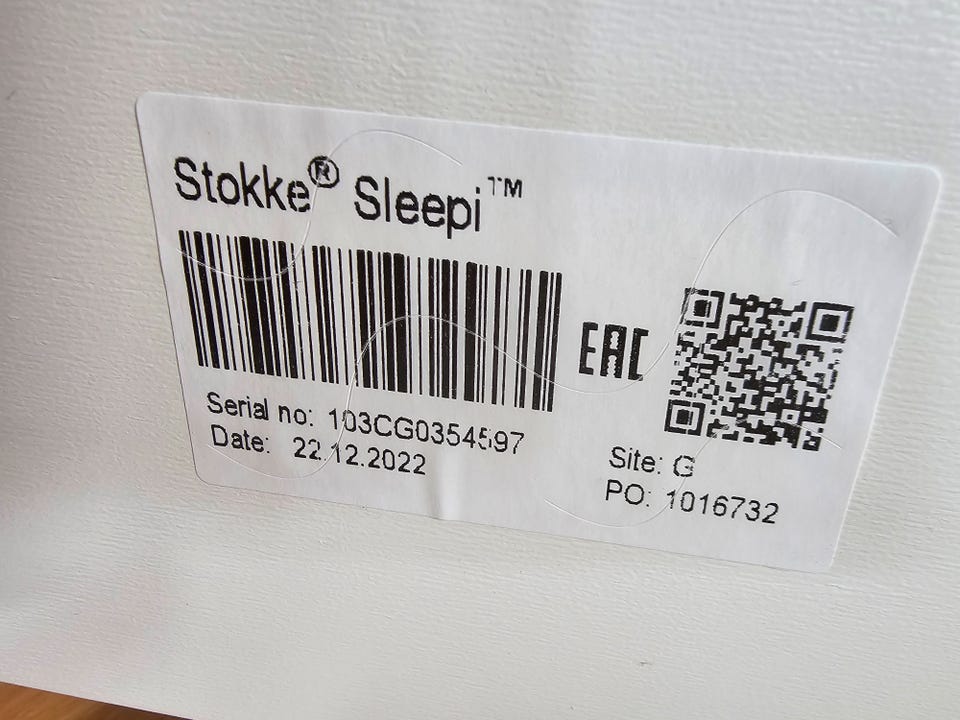 Stokke® Sleepi™
EAC
Serial no: 103CG0354597
Date: 22.12.2022
Site: G
PO: 1016732